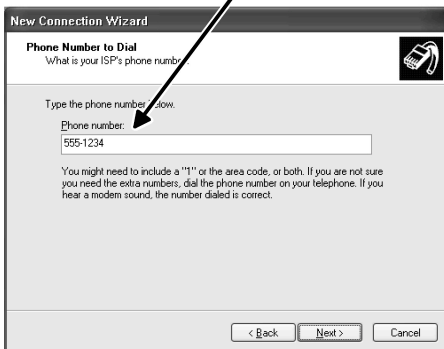 New Connection Wizard
Phone Number to Dial
What is your ISP's phone number
Type the phone number below.
Phone number:
555-1234
You might need to include a "1" or the area code, or both. If you are not sure
you need the extra numbers, dial the phone number on your telephone. If you
hear a modem sound, the number dialed is correct.
< Back
Next >
Cancel